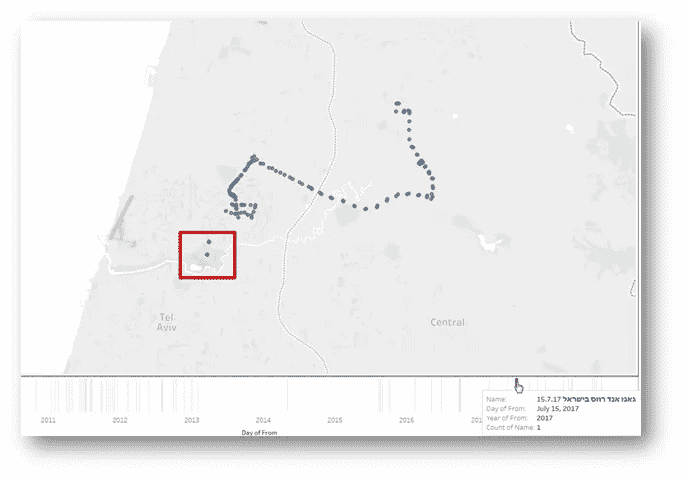 Tel
Aviv
Central
2011 2012 2013 2014 2015 2016
Day of From
Name: גאנז אנד רוזס בישראל 15.7.17
Day of From: July 15, 2017
Year of From: 2017
Count of Name: 1